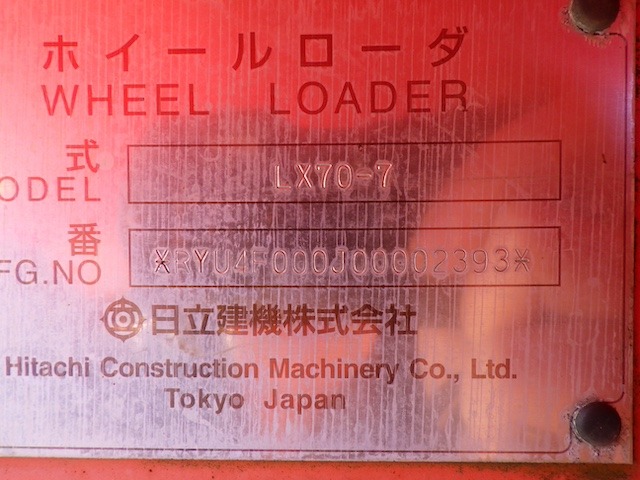 ホイールローダ
WHEEL LOADER
式
ODEL LX70-7
番
FG.NO *RYU4F000J00002393*
日立建機株式会社
Hitachi Construction Machinery Co., Ltd.
Tokyo Japan